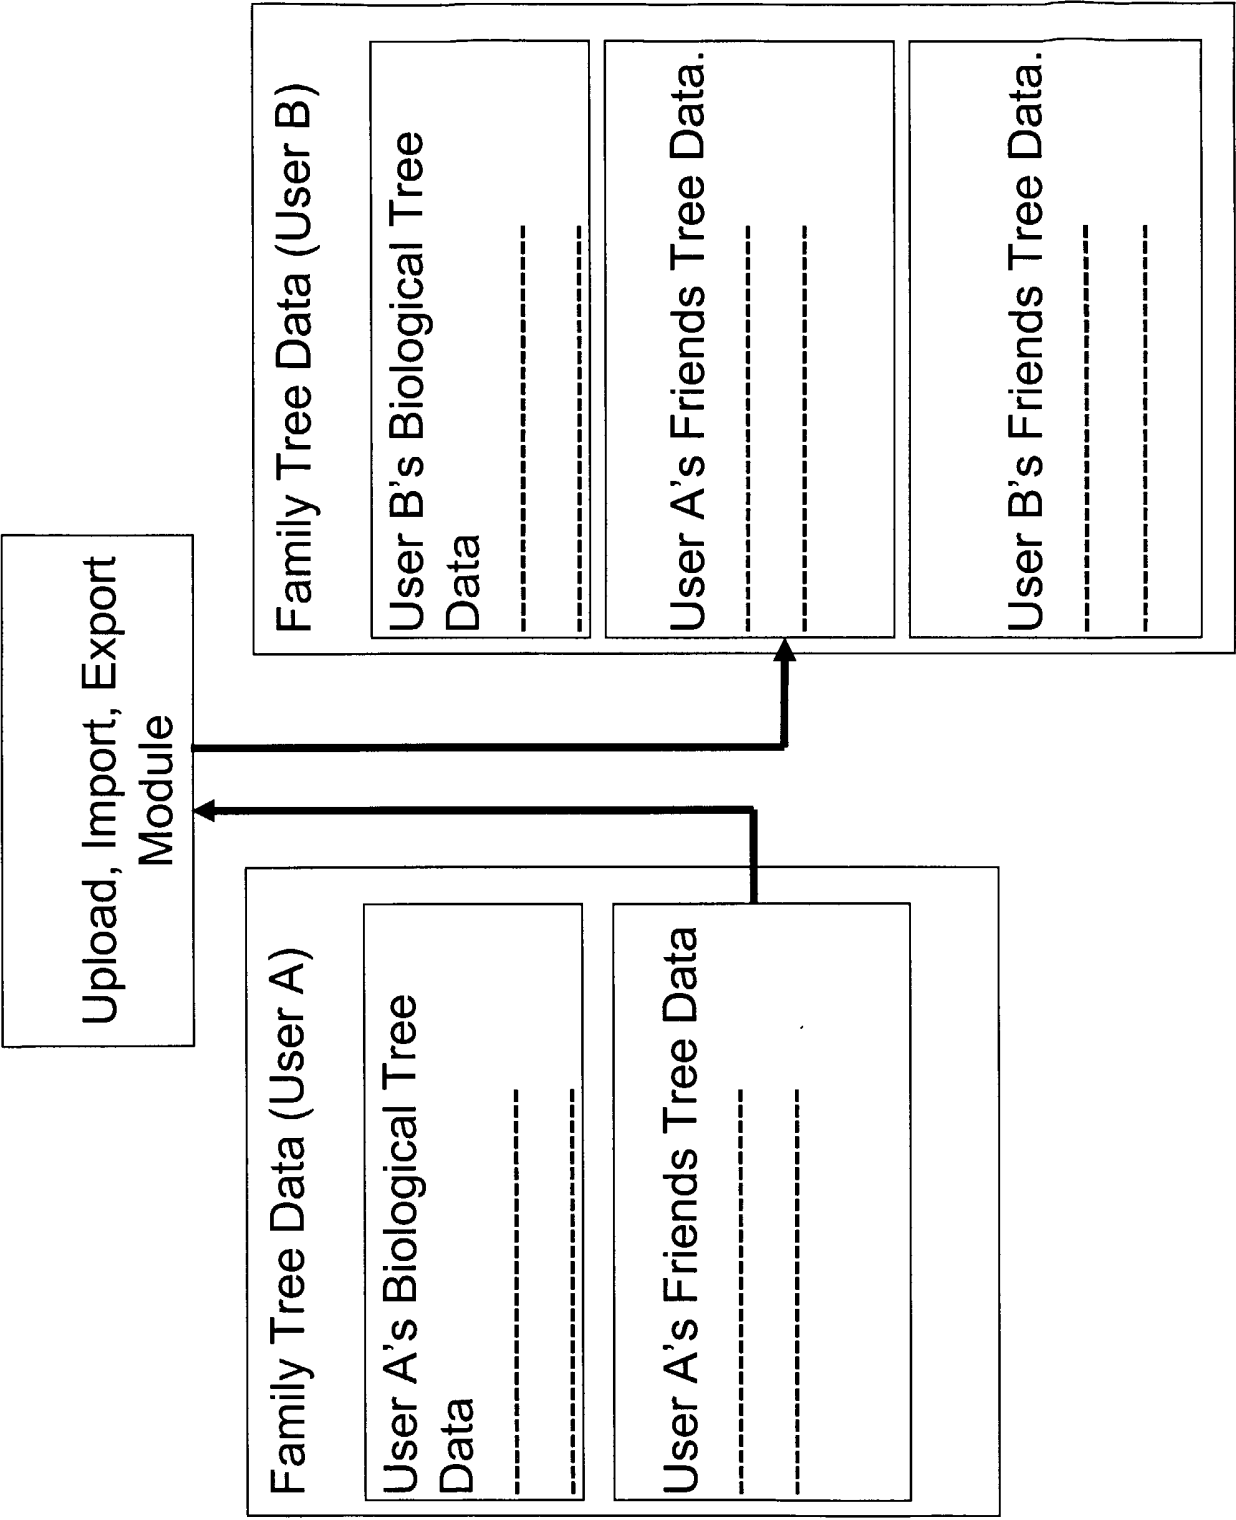 Upload, Import, Export
Module
Family Tree Data (User A)
User A's Biological Tree
Data
User A's Friends Tree Data
Family Tree Data (User B)
User B's Biological Tree
Data
User A's Friends Tree Data.
User B's Friends Tree Data.